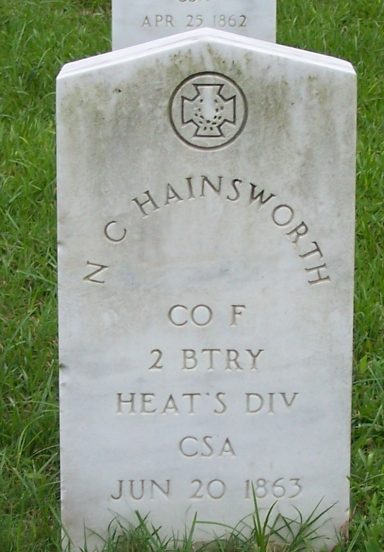 APR 25 1862
N C HAINSWORTH
CO F
2 BTRY
HEAT'S DIV
CSA
JUN 20 1863